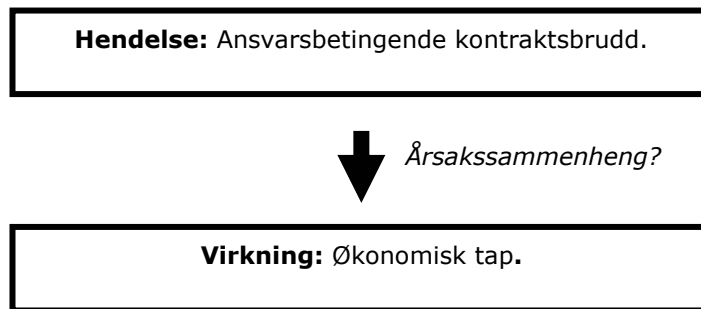 Hendelse: Ansvarsbetingende kontraktsbrudd.
Årsakssammenheng?
Virkning: Økonomisk tap.